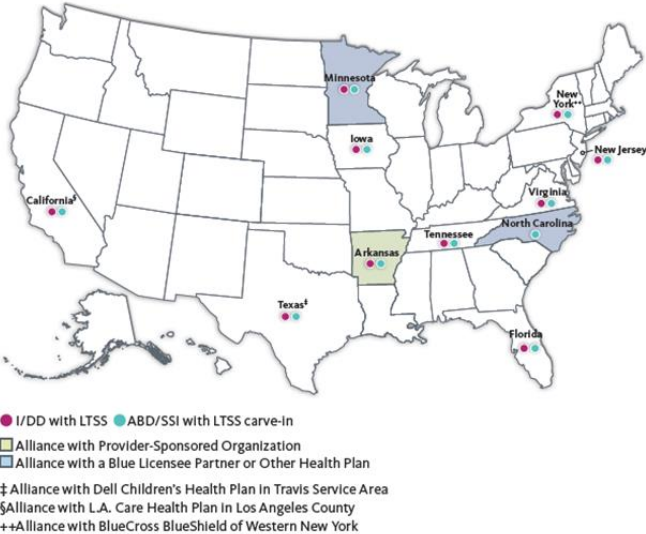 Minnesota
New
York++
Iowa
New Jersey
California§
Virginia
North Carolina
Tennessee
Arkansas
Texas‡
Florida
I/DD with LTSS ABD/SSI with LTSS carve-in
Alliance with Provider-Sponsored Organization
Alliance with a Blue Licensee Partner or Other Health Plan
‡ Alliance with Dell Children's Health Plan in Travis Service Area
§Alliance with L.A. Care Health Plan in Los Angeles County
++Alliance with BlueCross BlueShield of Western New York